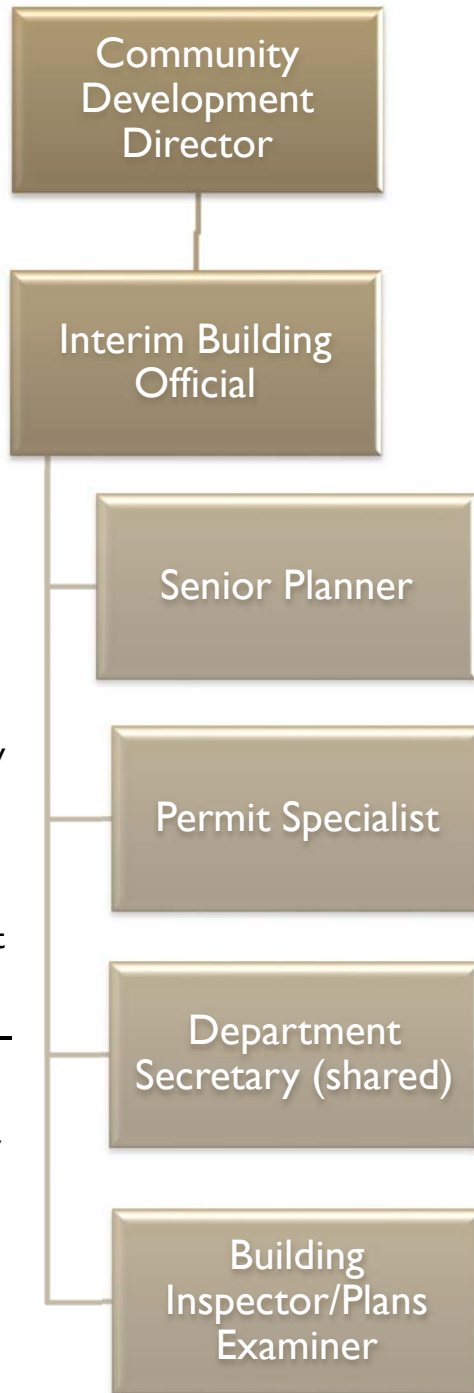 Community
Development
Director
Interim Building
Official
Senior Planner
Permit Specialist
Department
Secretary (shared)
Building
Inspector/Plans
Examiner